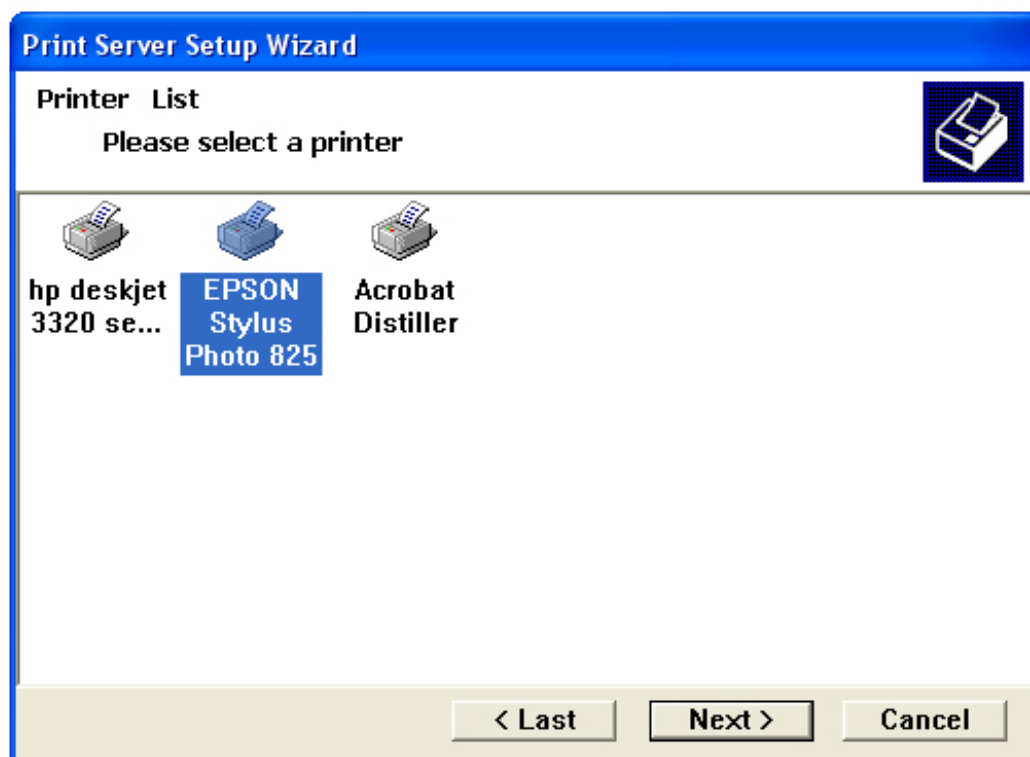 Print Server Setup Wizard
Printer List
Please select a printer
hp deskjet
3320 se...
EPSON
Stylus
Photo 825
Acrobat
Distiller
< Last
Next >
Cancel